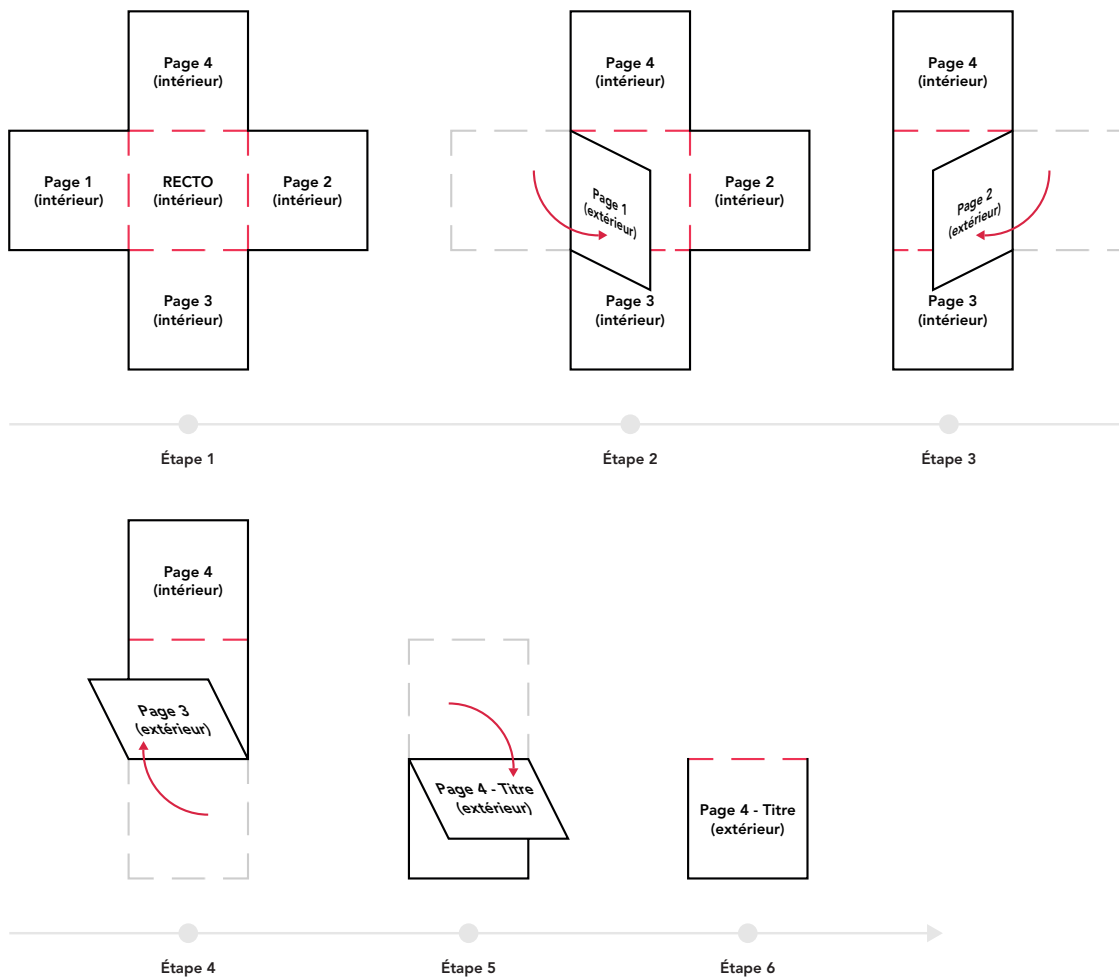 Page 4
(intérieur)
Page 1
(intérieur)
RECTO
(intérieur)
Page 2
(intérieur)
Page 3
(intérieur)
Page 4
(intérieur)
Page 1
(extérieur)
Page 2
(intérieur)
Page 3
(intérieur)
Page 4
(intérieur)
Page 2
(extérieur)
Page 3
(intérieur)
Étape 1
Étape 2
Étape 3
Page 4
(intérieur)
Page 3
(extérieur)
Page 4 - Titre
(extérieur)
Page 4 - Titre
(extérieur)
Étape 4
Étape 5
Étape 6